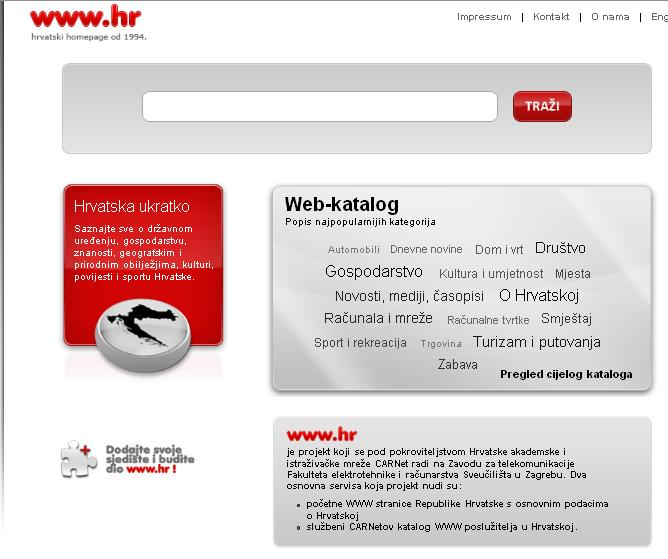 www.hr
hrvatski homepage od 1994.
Impressum | Kontakt | O nama | Eng
TRAŽI
Hrvatska ukratko
Saznajte sve o državnom
uređenju, gospodarstvu,
znanosti, geografskim i
prirodnim obilježjima, kulturi,
povijesti i sportu Hrvatske.
Web-katalog
Popis najpopularnijih kategorija
Automobili Dnevne novine Dom i vrt Društvo
Gospodarstvo Kultura i umjetnost Mjesta
Novosti, mediji, časopisi O Hrvatskoj
Računala i mreže Računalne tvrtke Smještaj
Sport i rekreacija Trgovina Turizam i putovanja
Zabava
Pregled cijelog kataloga
Dodajte svoje
sjedište i budite
dio www.hr !
www.hr
je projekt koji se pod pokroviteljstvom Hrvatske akademske i
istraživačke mreže CARNet radi na Zavodu za telekomunikacije
Fakulteta elektrotehnike i računarstva Sveučilišta u Zagrebu. Dva
osnovna servisa koja projekt nudi su:
• početne WWW stranice Republike Hrvatske s osnovnim podacima
o Hrvatskoj
• službeni CARNetov katalog WWW poslužitelja u Hrvatskoj.